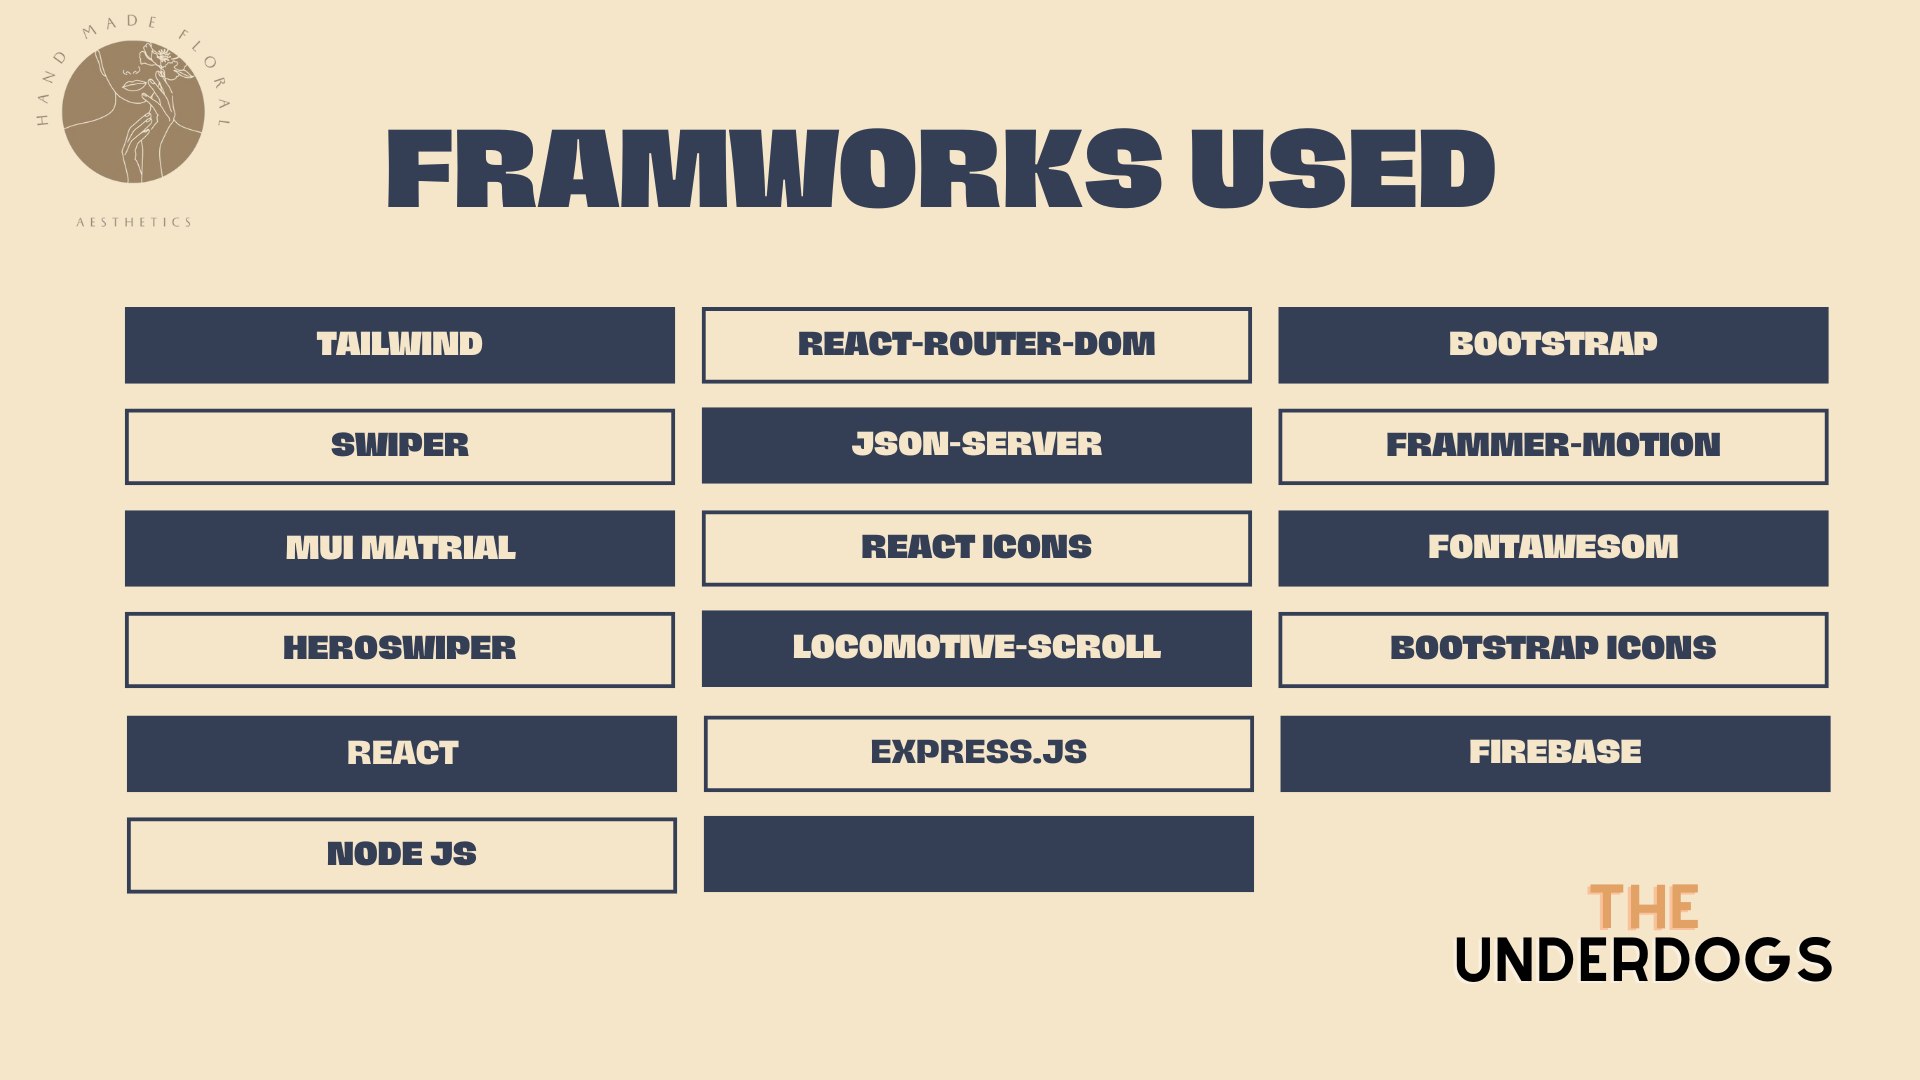 HAND MADE FLORAL
AESTHETICS
FRAMWORKS USED
TAILWIND
REACT-ROUTER-DOM
BOOTSTRAP
SWIPER
JSON-SERVER
FRAMMER-MOTION
MUI MATRIAL
REACT ICONS
FONTAWESOM
HEROSWIPER
LOCOMOTIVE-SCROLL
BOOTSTRAP ICONS
REACT
EXPRESS.JS
FIREBASE
NODE JS
THE
UNDERDOGS